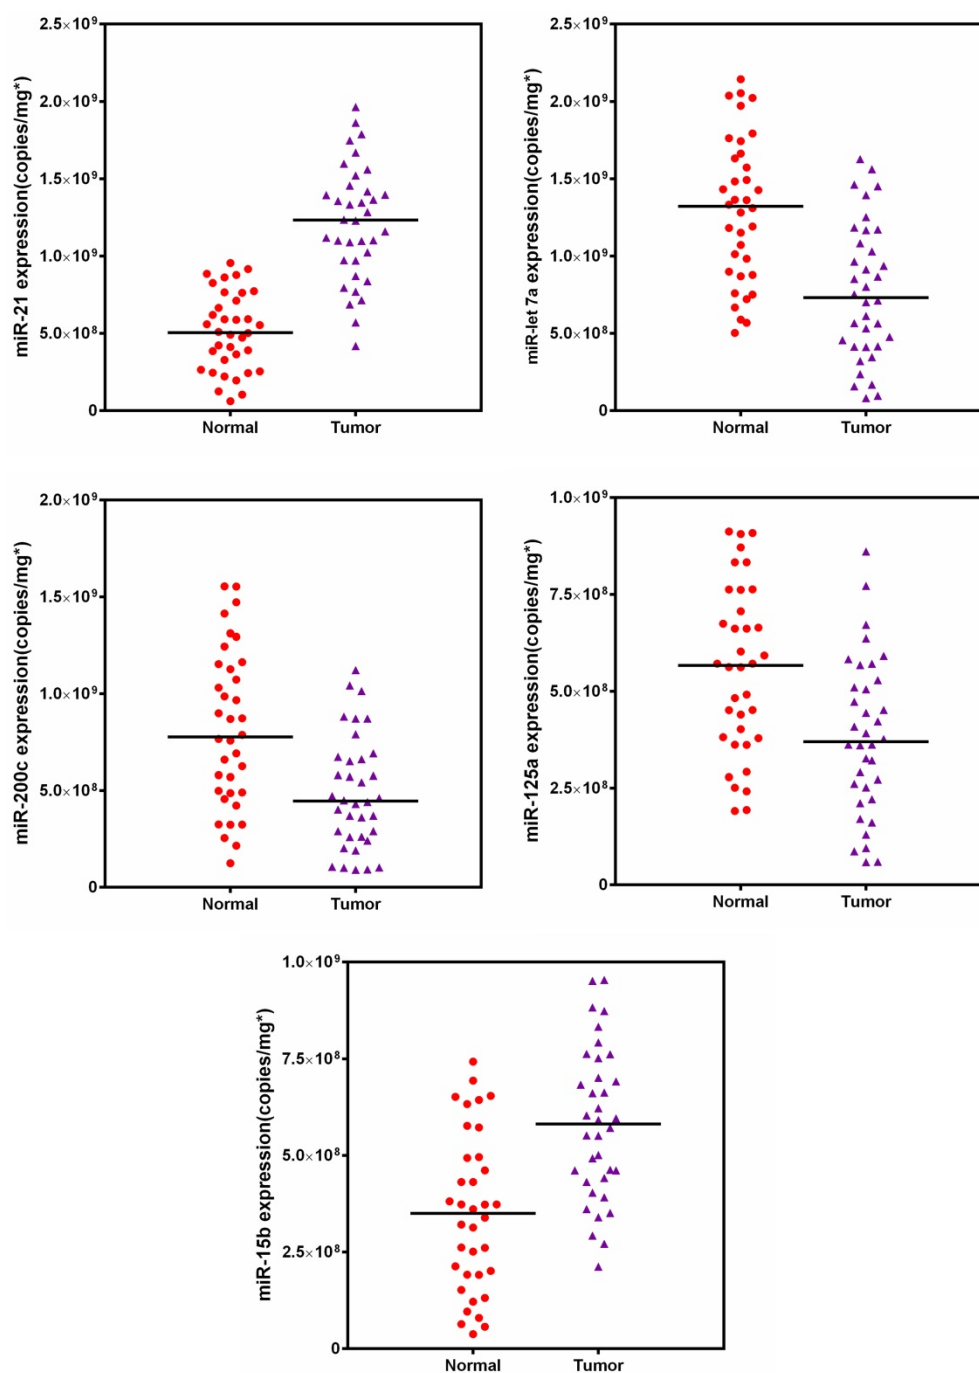 miR-21 expression(copies/mg*)
2.5×10⁹
2.0×10⁹
1.5×10⁹
1.0×10⁹
5.0×10⁸
0
Normal Tumor
miR-let 7a expression(copies/mg*)
2.5×10⁹
2.0×10⁹
1.5×10⁹
1.0×10⁹
5.0×10⁸
0
Normal Tumor
miR-200c expression(copies/mg*)
2.0×10⁹
1.5×10⁹
1.0×10⁹
5.0×10⁸
0
Normal Tumor
miR-125a expression(copies/mg*)
1.0×10⁹
7.5×10⁸
5.0×10⁸
2.5×10⁸
0
Normal Tumor
miR-15b expression(copies/mg*)
1.0×10⁹
7.5×10⁸
5.0×10⁸
2.5×10⁸
0
Normal Tumor